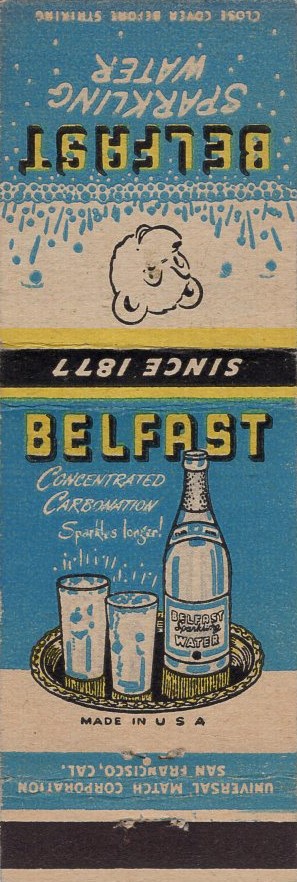 CLOSE COVER BEFORE STRIKING
BELFAST
SPARKLING
WATER
SINCE 1877
BELFAST
CONCENTRATED
CARBONATION
Sparkles longer!
BELFAST
Sparkling
WATER
MADE IN U S A
UNIVERSAL MATCH CORPORATION
SAN FRANCISCO, CAL.